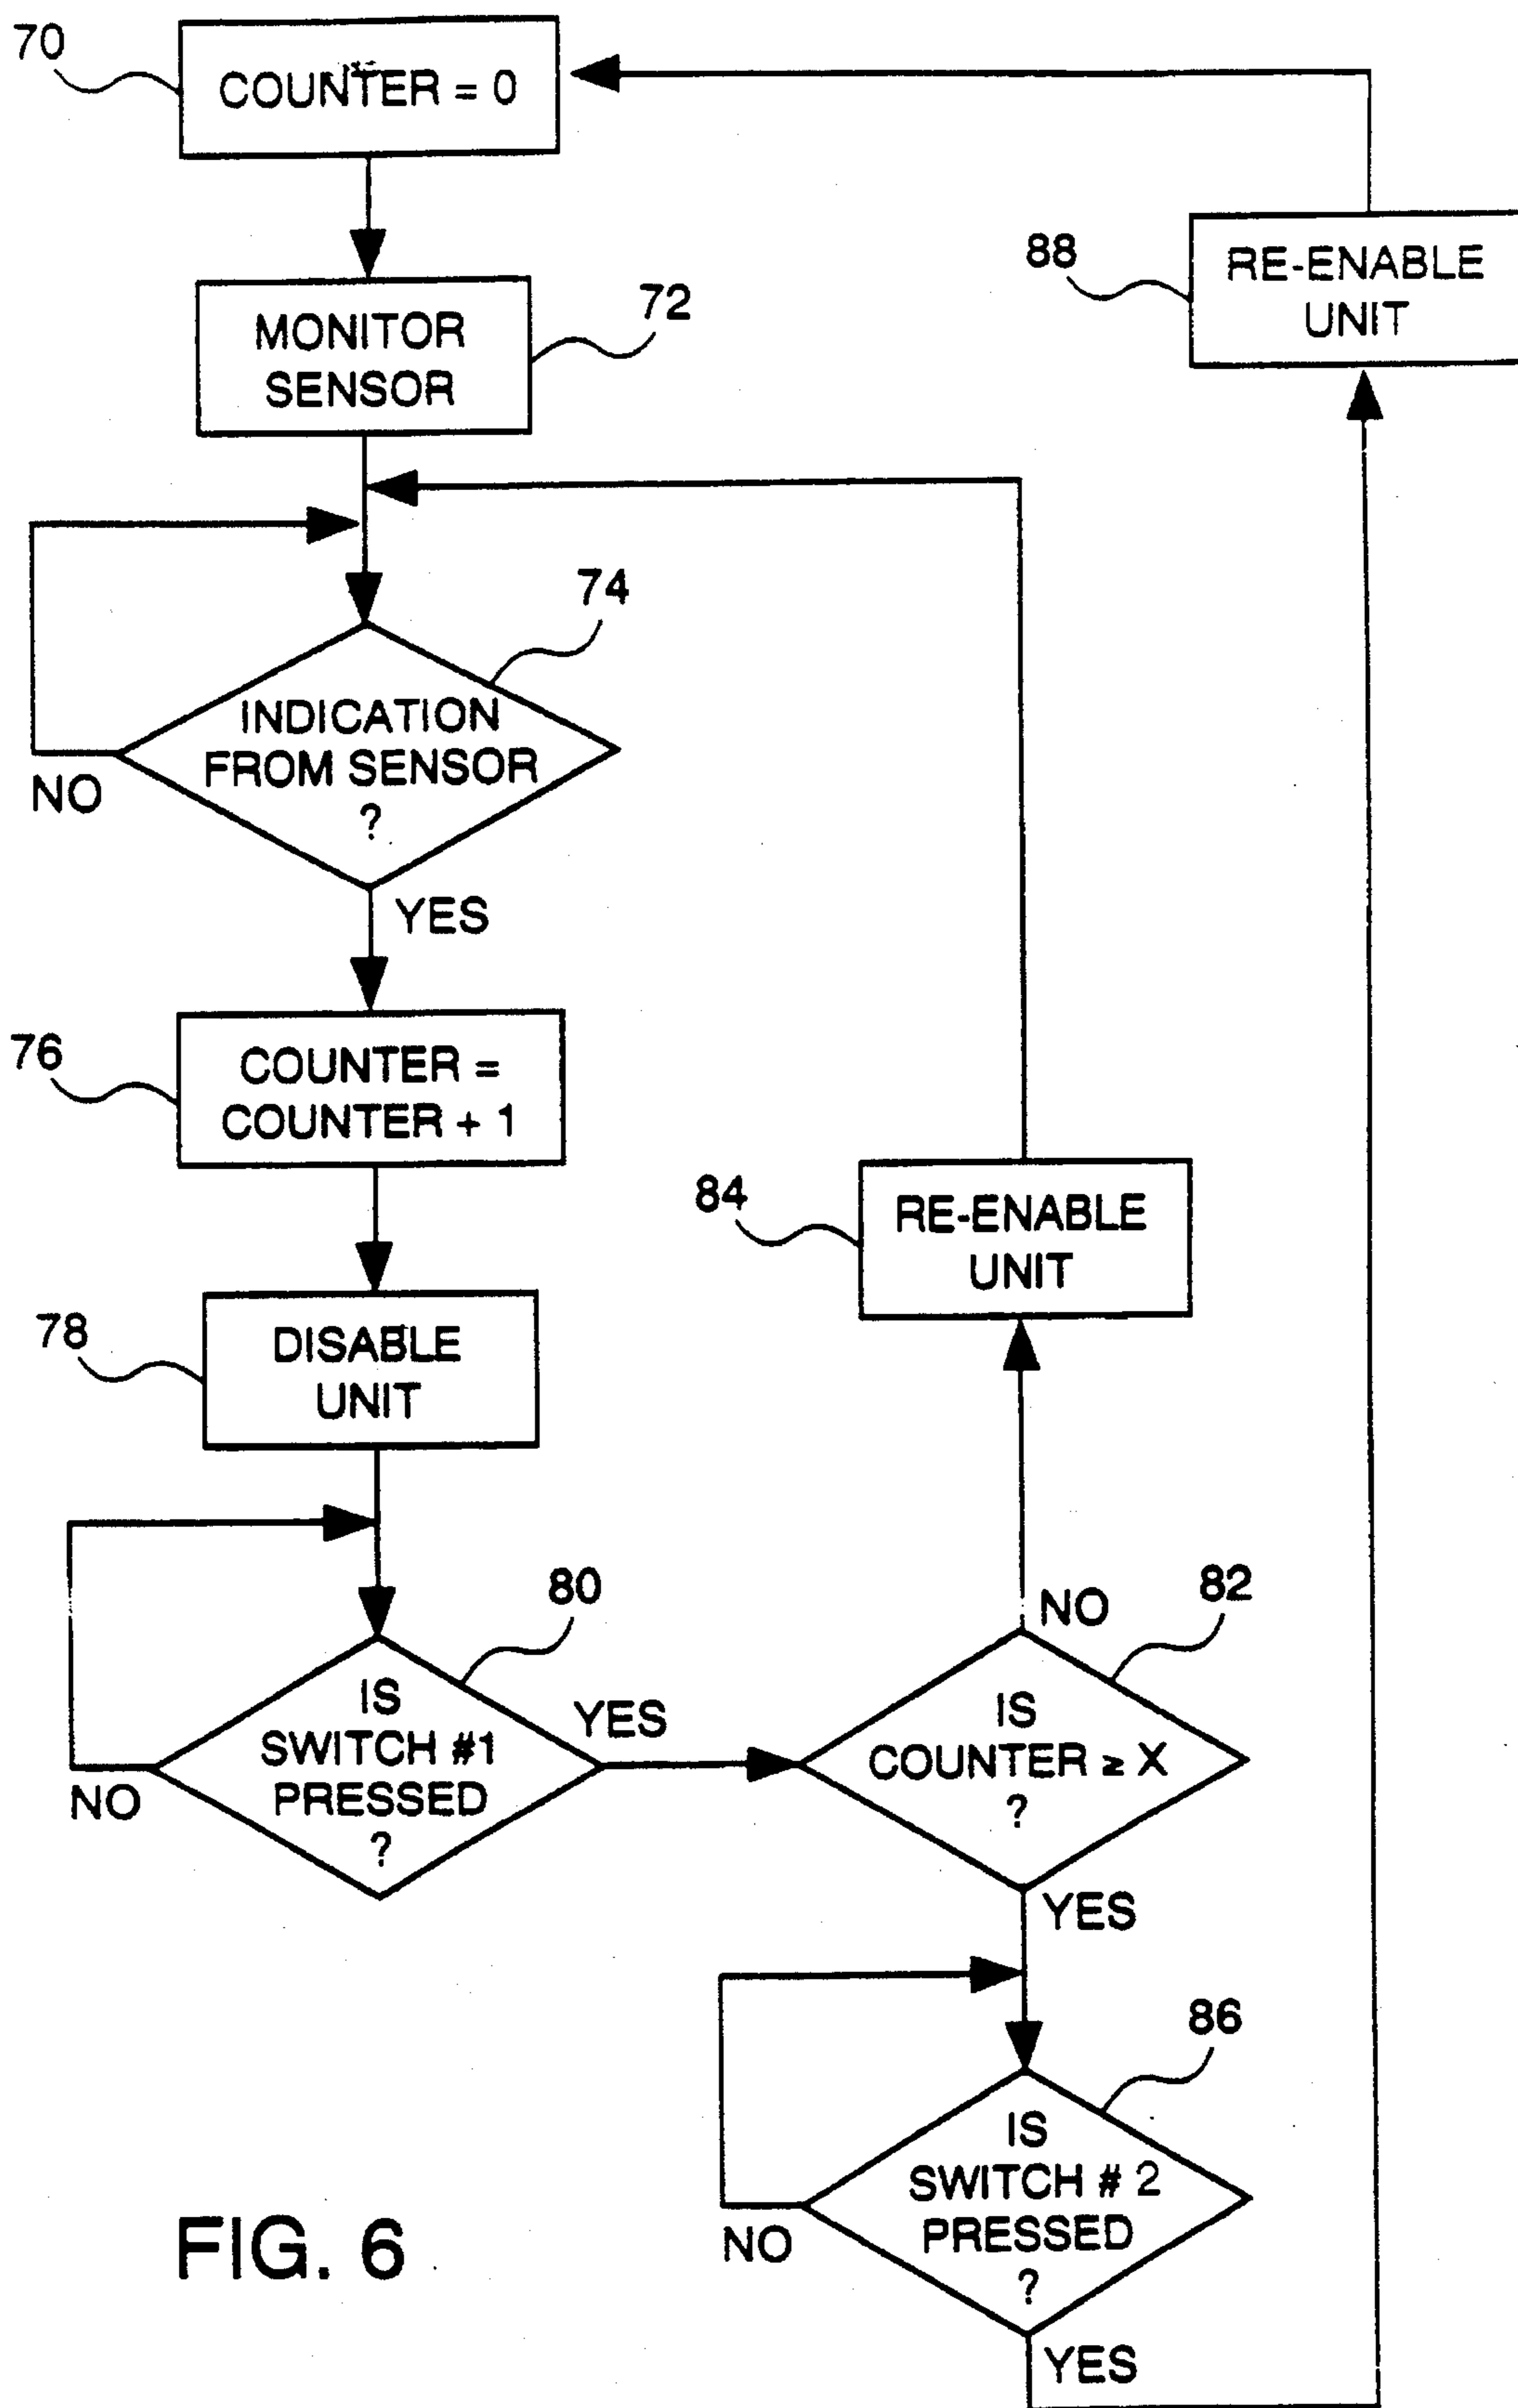 70
COUNTER = 0
88
RE-ENABLE
UNIT
72
MONITOR
SENSOR
74
INDICATION
FROM SENSOR
?
NO
YES
76
COUNTER =
COUNTER + 1
84
RE-ENABLE
UNIT
78
DISABLE
UNIT
80
IS
SWITCH #1
PRESSED
?
NO
YES
82
NO
IS
COUNTER ≥ X
?
YES
86
IS
SWITCH # 2
PRESSED
?
NO
YES
FIG. 6